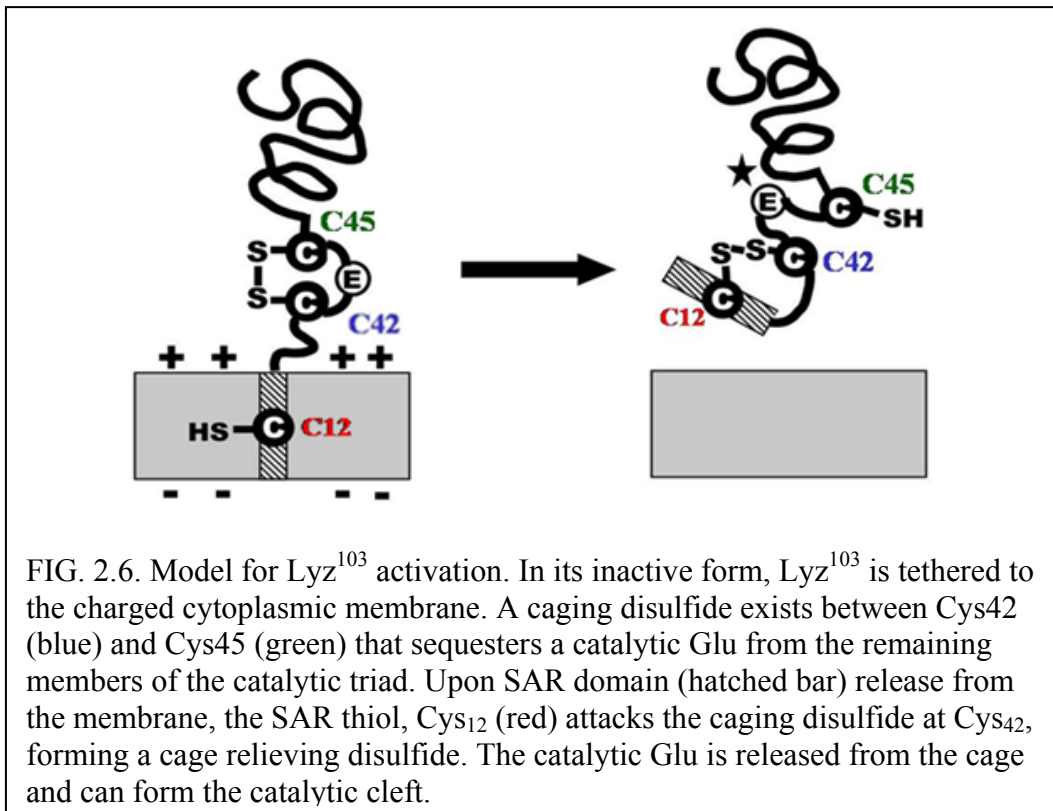 C45
S C
E
S C
C42
+ + + +
HS C C12
- - - -
E C45
C SH
S S C
C42
C
C12
FIG. 2.6. Model for Lyz¹⁰³ activation. In its inactive form, Lyz¹⁰³ is tethered to
the charged cytoplasmic membrane. A caging disulfide exists between Cys42
(blue) and Cys45 (green) that sequesters a catalytic Glu from the remaining
members of the catalytic triad. Upon SAR domain (hatched bar) release from
the membrane, the SAR thiol, Cys₁₂ (red) attacks the caging disulfide at Cys₄₂,
forming a cage relieving disulfide. The catalytic Glu is released from the cage
and can form the catalytic cleft.